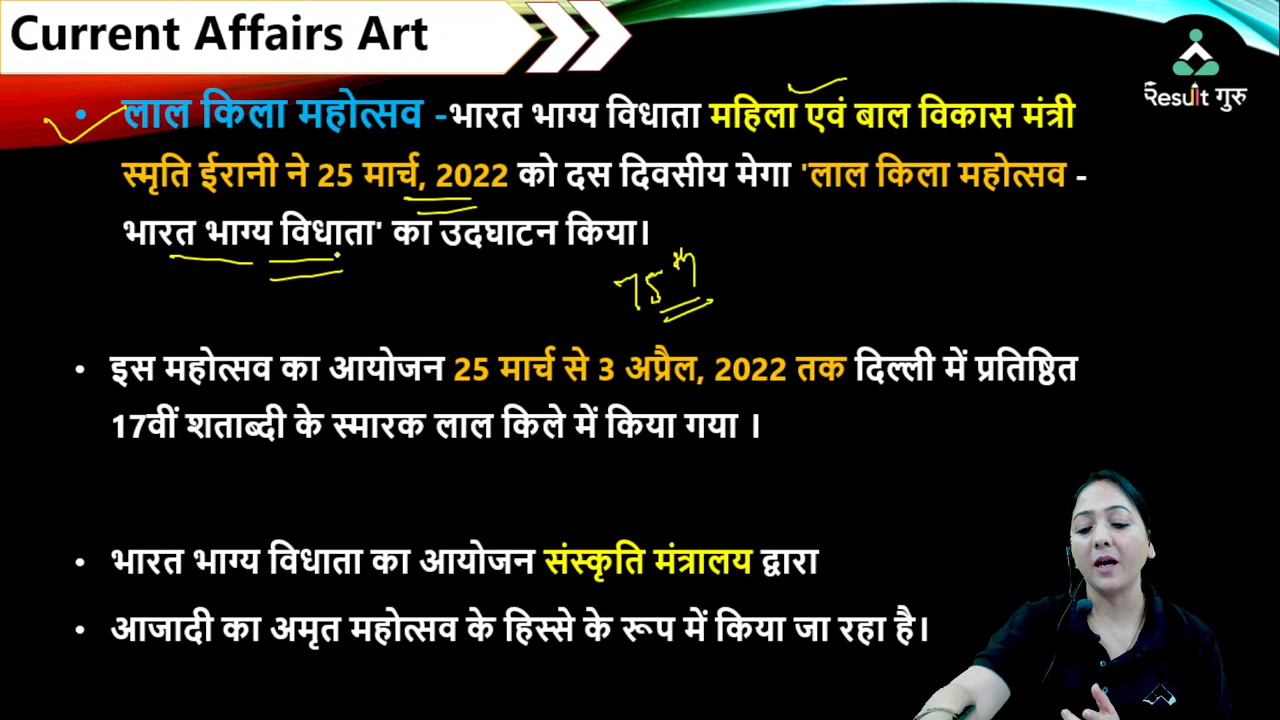 Current Affairs Art
Result गुरु
• लाल किला महोत्सव -भारत भाग्य विधाता महिला एवं बाल विकास मंत्री
स्मृति ईरानी ने 25 मार्च, 2022 को दस दिवसीय मेगा 'लाल किला महोत्सव -
भारत भाग्य विधाता' का उदघाटन किया।
75th
• इस महोत्सव का आयोजन 25 मार्च से 3 अप्रैल, 2022 तक दिल्ली में प्रतिष्ठित
17वीं शताब्दी के स्मारक लाल किले में किया गया ।
• भारत भाग्य विधाता का आयोजन संस्कृति मंत्रालय द्वारा
• आजादी का अमृत महोत्सव के हिस्से के रूप में किया जा रहा है।